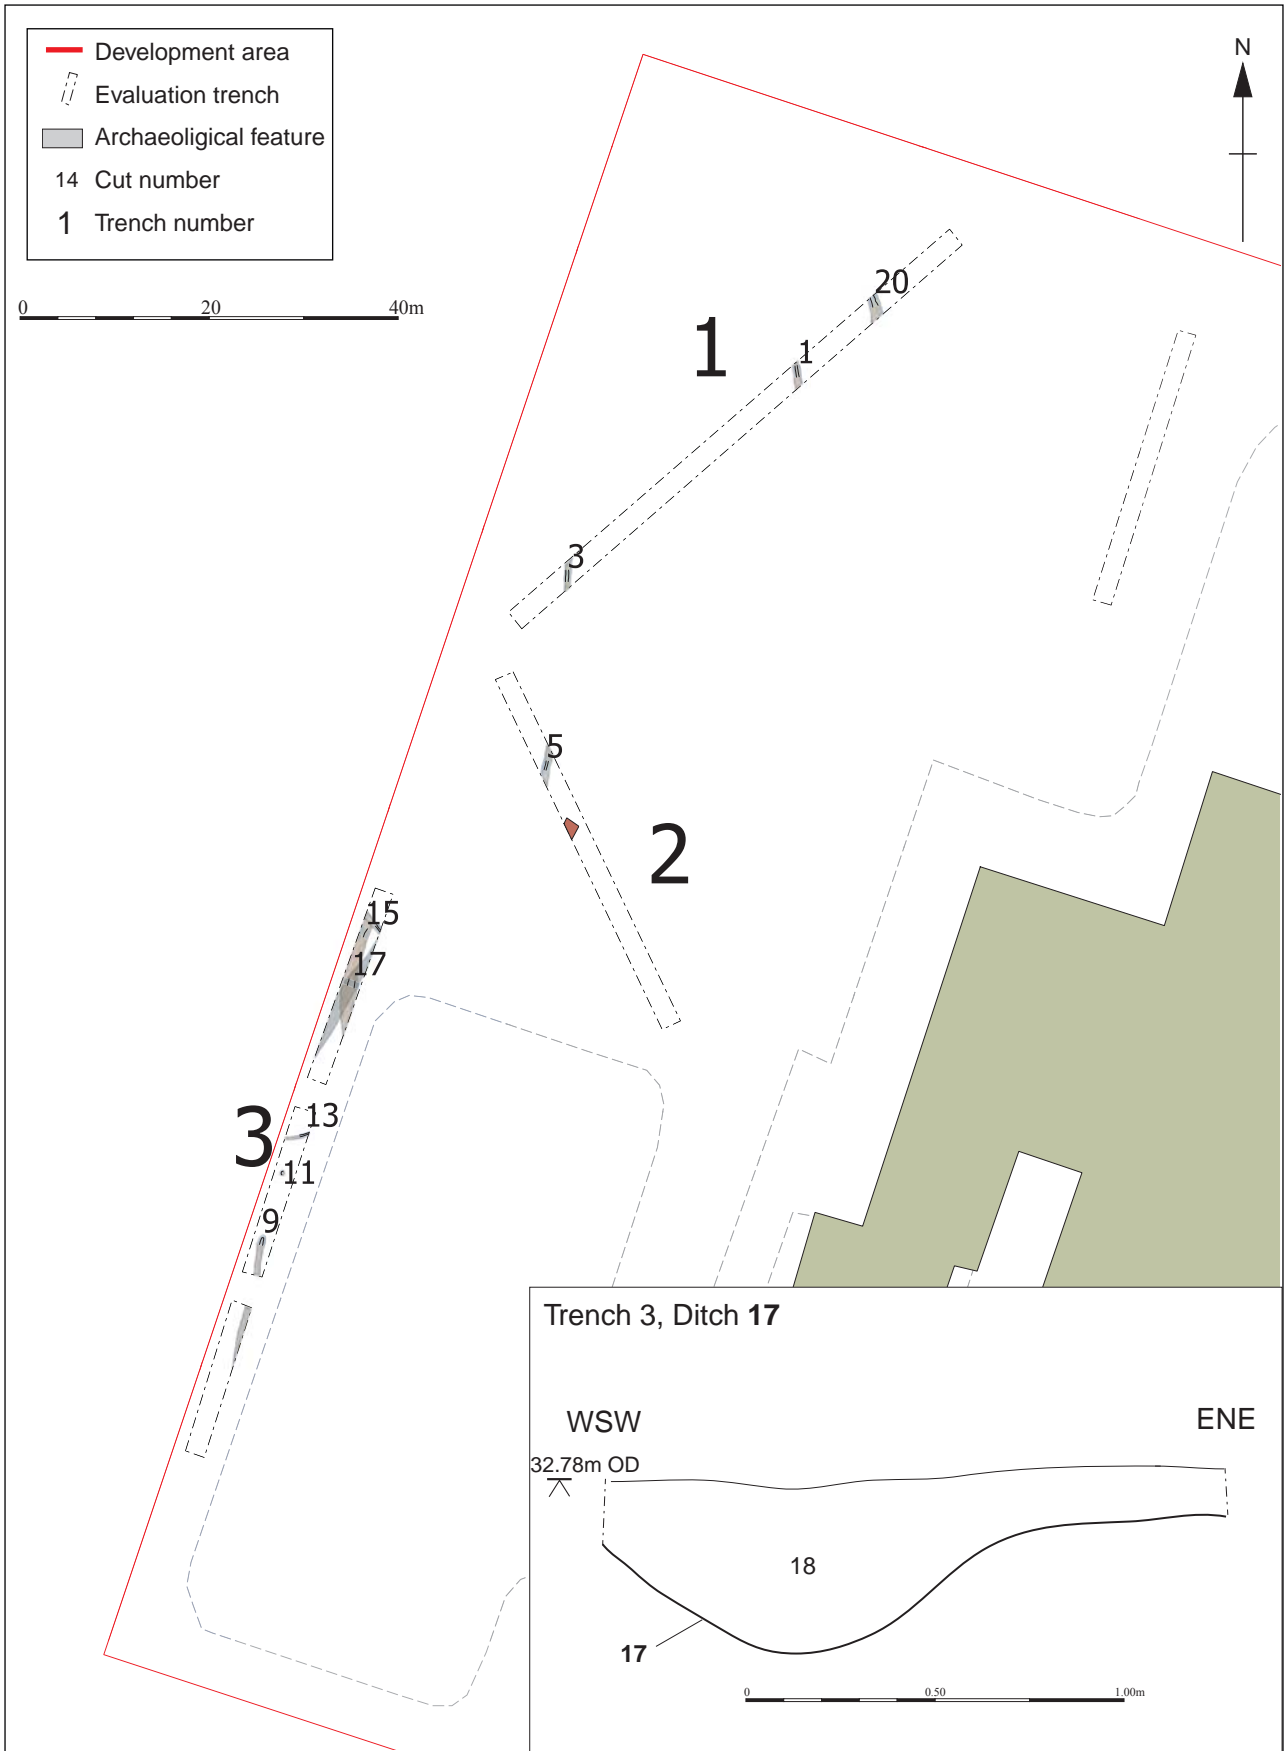 Development area
Evaluation trench
Archaeoligical feature
14 Cut number
1 Trench number
0 20 40m
N
20
1
1
3
5
2
15
17
3
13
11
9
Trench 3, Ditch 17
WSW
ENE
32.78m OD
18
17
0 0.50 1.00m